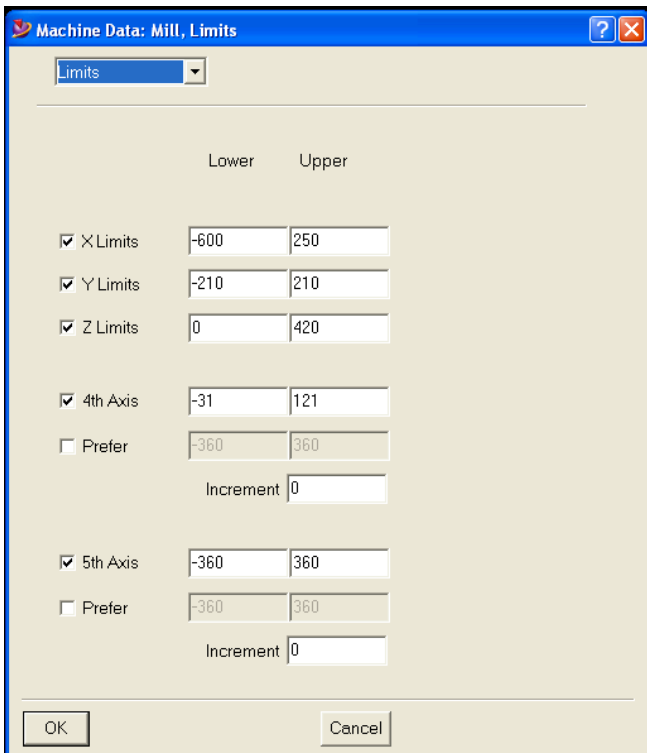 Machine Data: Mill, Limits
Limits
Lower Upper
X Limits -600 250
Y Limits -210 210
Z Limits 0 420
4th Axis -31 121
Prefer -360 360
Increment 0
5th Axis -360 360
Prefer -360 360
Increment 0
OK Cancel